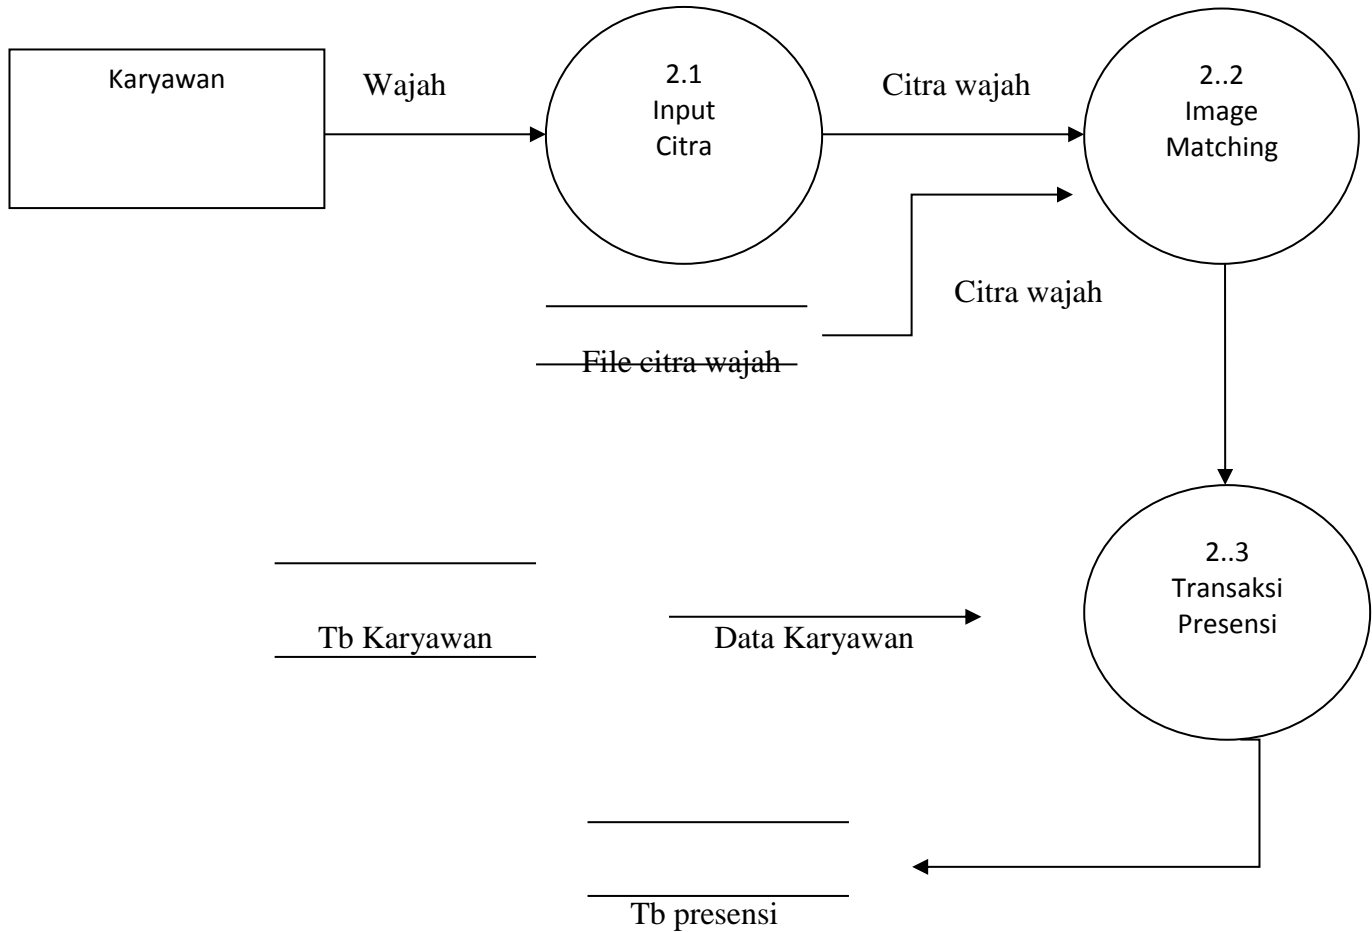 Karyawan
Wajah
2.1
Input
Citra
Citra wajah
2..2
Image
Matching
Citra wajah
File citra wajah
2..3
Transaksi
Presensi
Tb Karyawan
Data Karyawan
Tb presensi